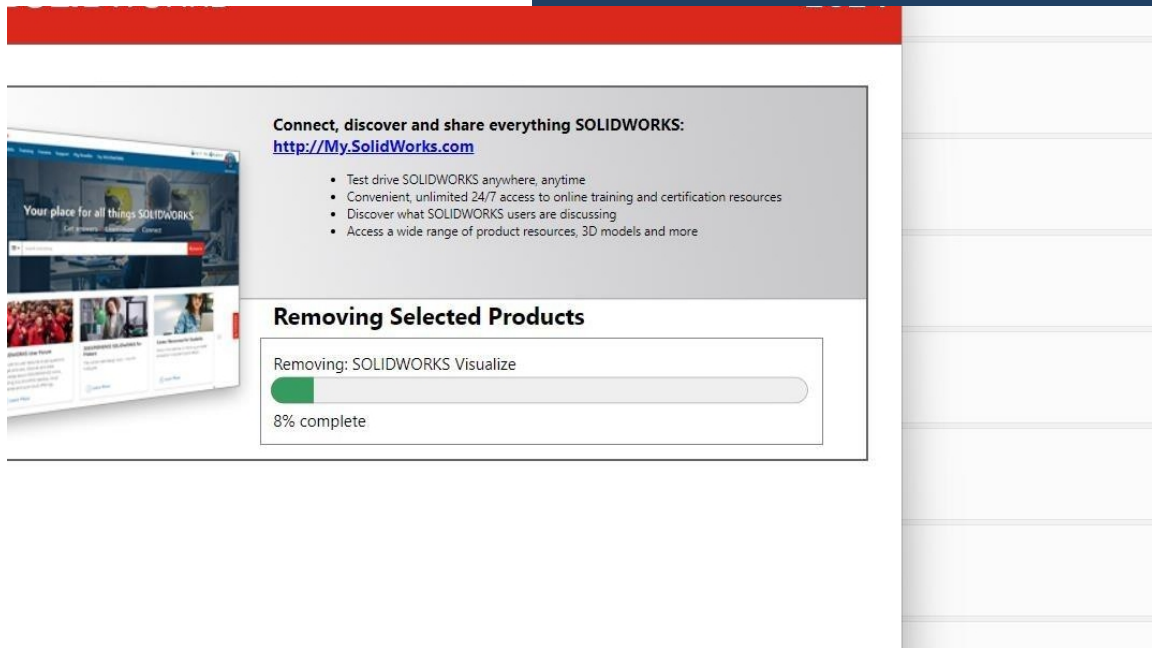 Connect, discover and share everything SOLIDWORKS:
http://My.SolidWorks.com
• Test drive SOLIDWORKS anywhere, anytime
• Convenient, unlimited 24/7 access to online training and certification resources
• Discover what SOLIDWORKS users are discussing
• Access a wide range of product resources, 3D models and more
Your place for all things SOLIDWORKS
Removing Selected Products
Removing: SOLIDWORKS Visualize
8% complete